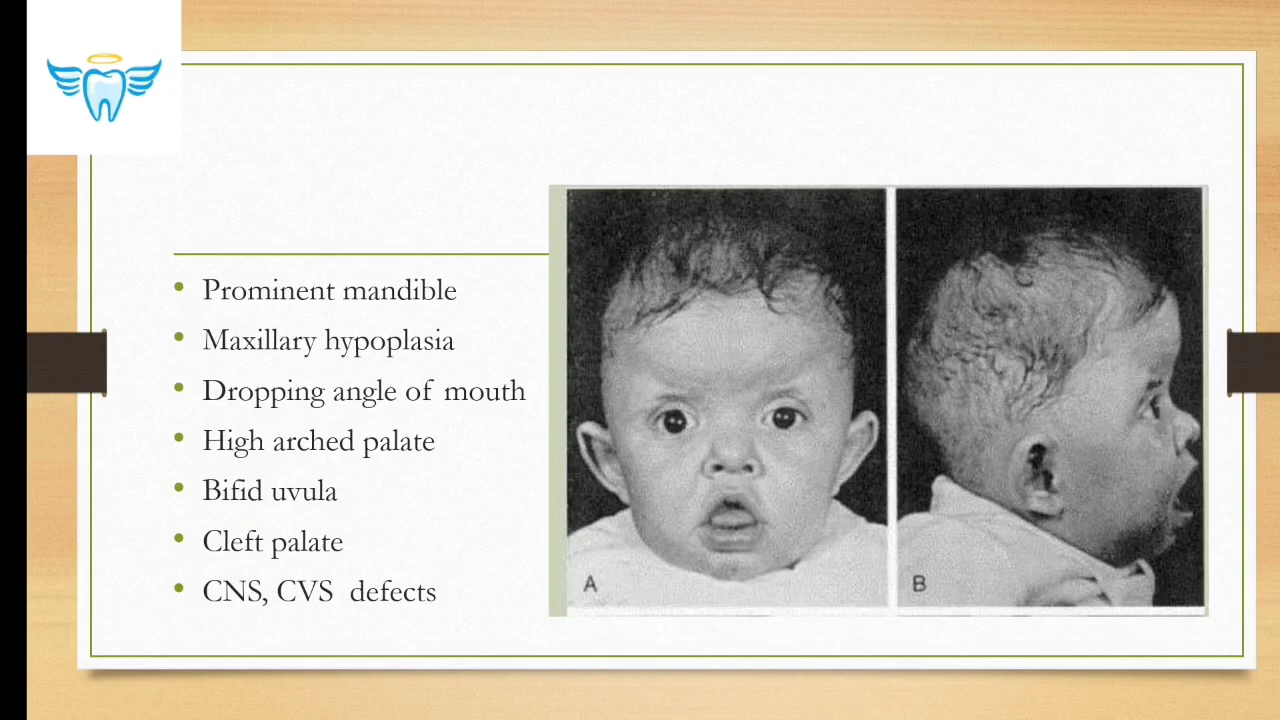 Prominent mandible
Maxillary hypoplasia
Dropping angle of mouth
High arched palate
Bifid uvula
Cleft palate
CNS, CVS defects
A
B